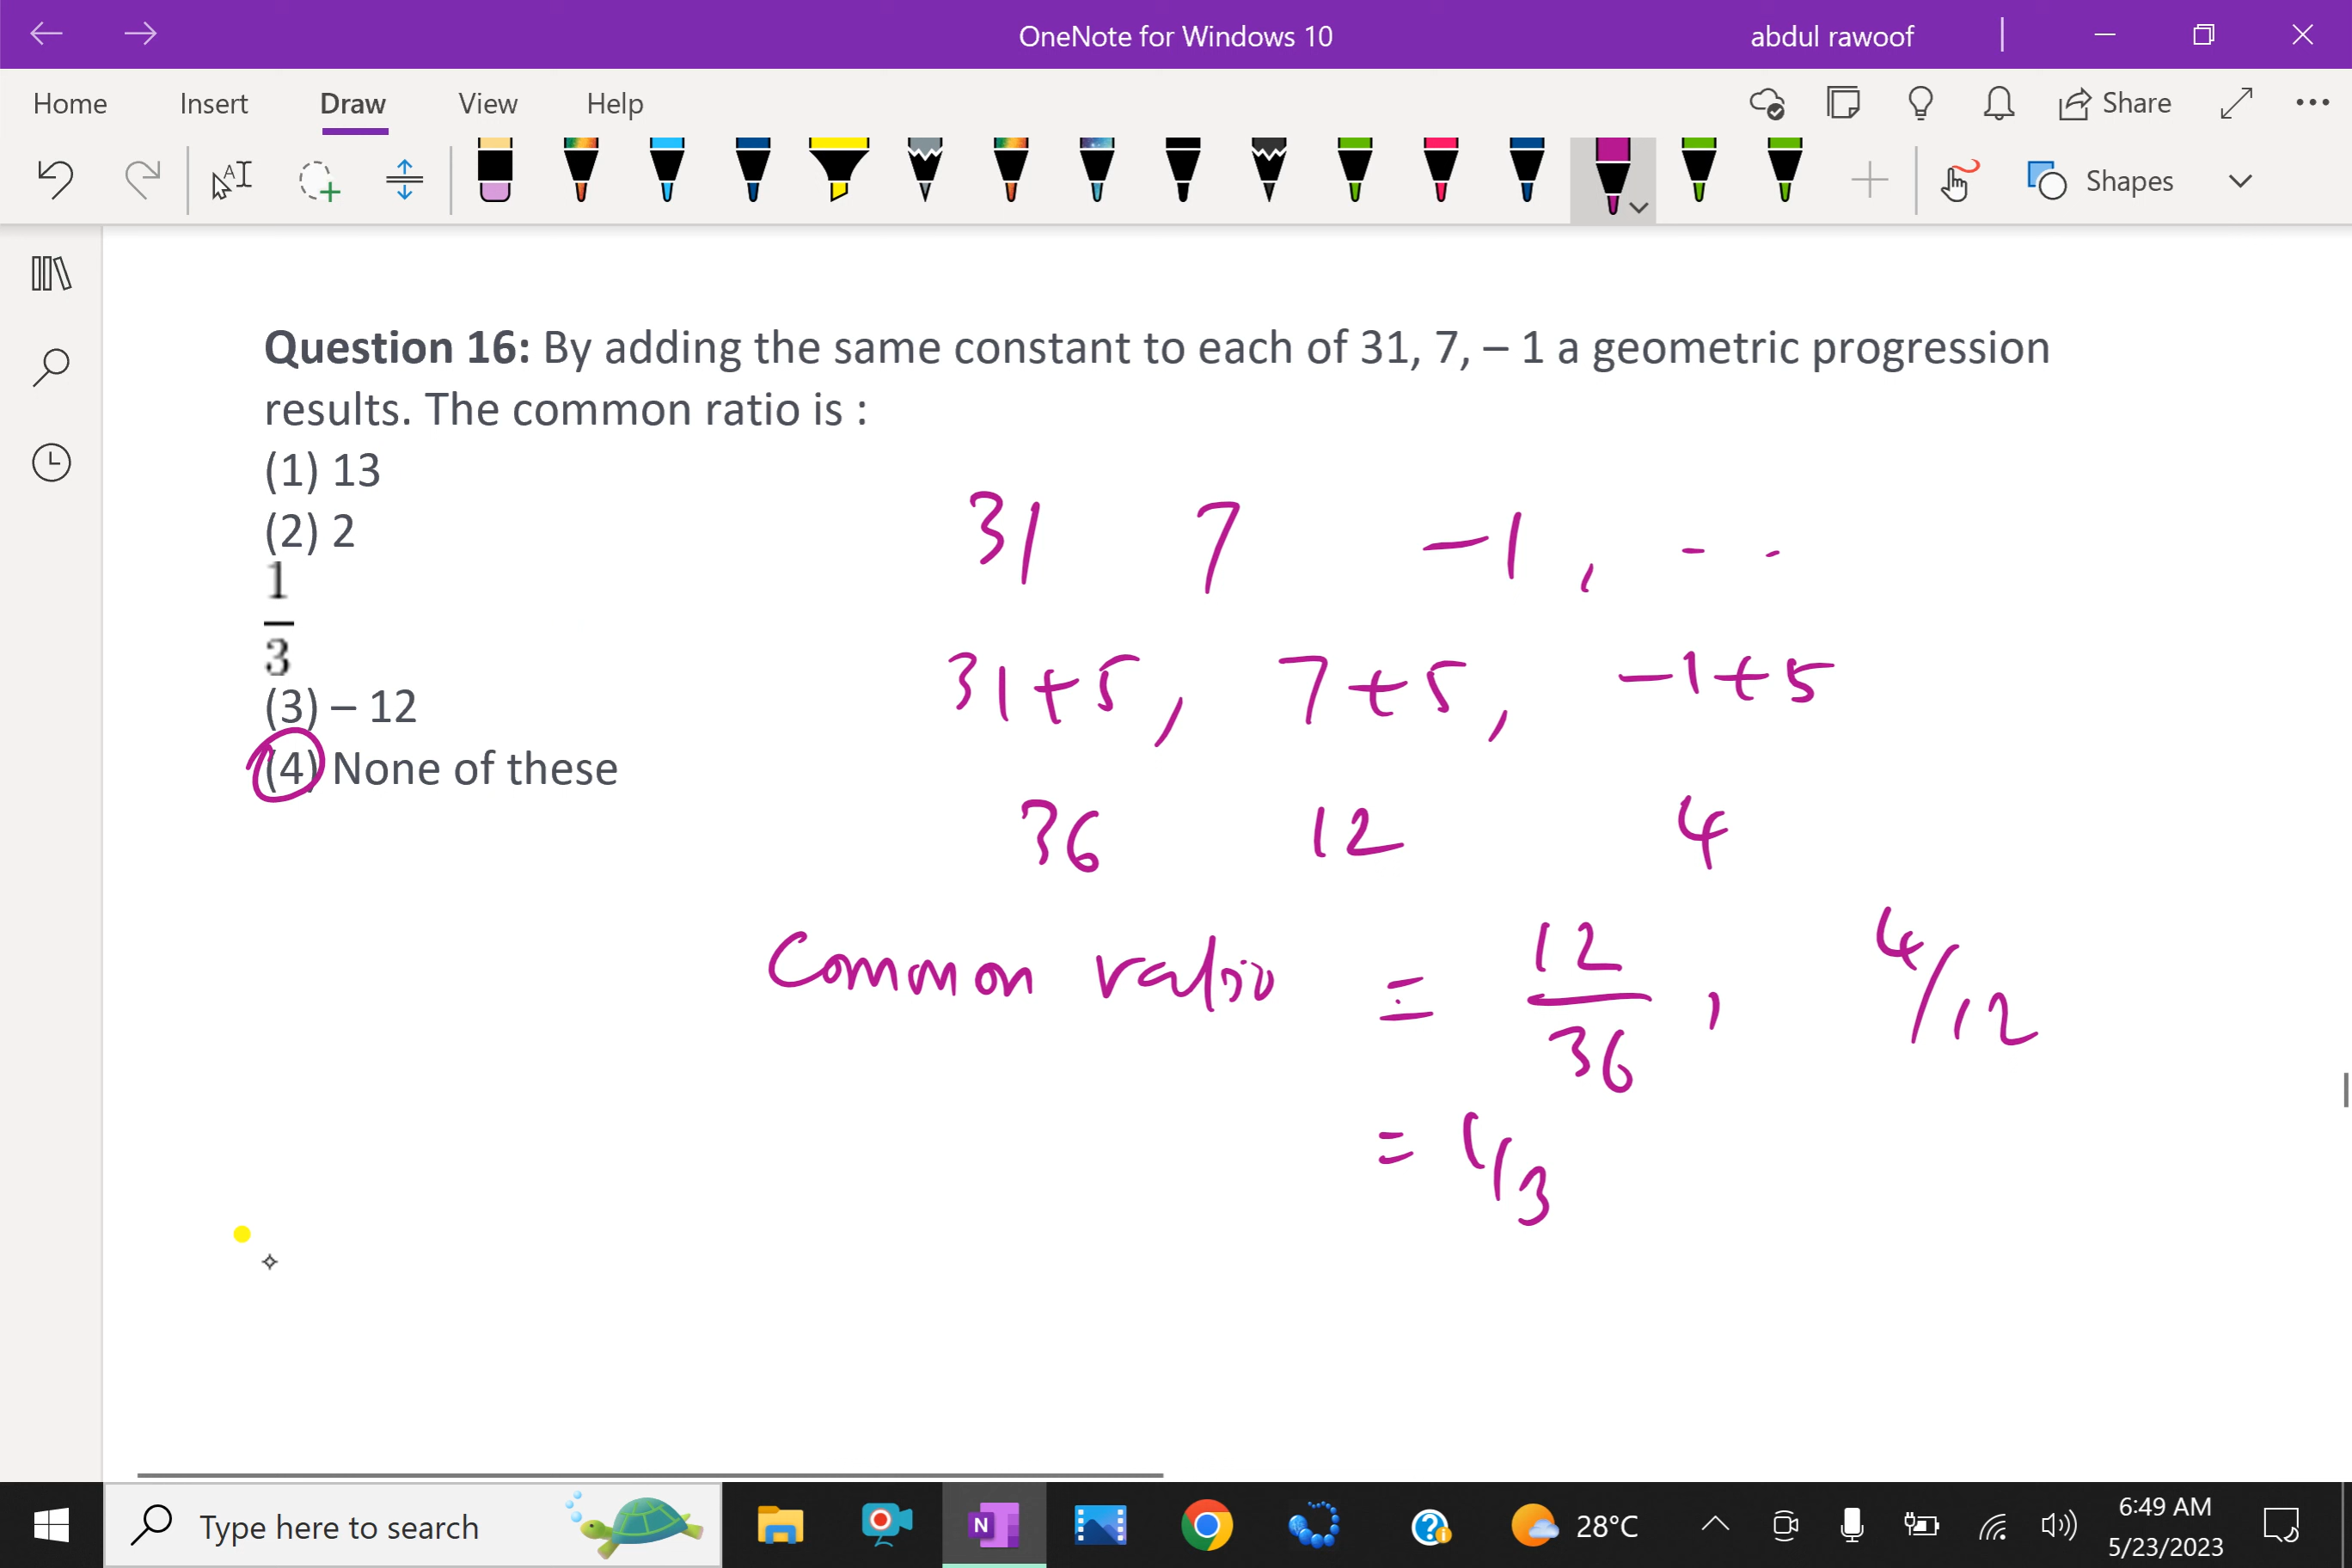 OneNote for Windows 10
abdul rawoof
Home Insert Draw View Help
Share
Shapes
Question 16: By adding the same constant to each of 31, 7, – 1 a geometric progression
results. The common ratio is :
(1) 13
(2) 2
1
3
(3) – 12
(4) None of these
31 7 -1 , - -
31+5, 7+5, -1+5
36 12 4
Common ratio = 12/36 , 4/12
= 1/3
Type here to search
28°C
6:49 AM
5/23/2023